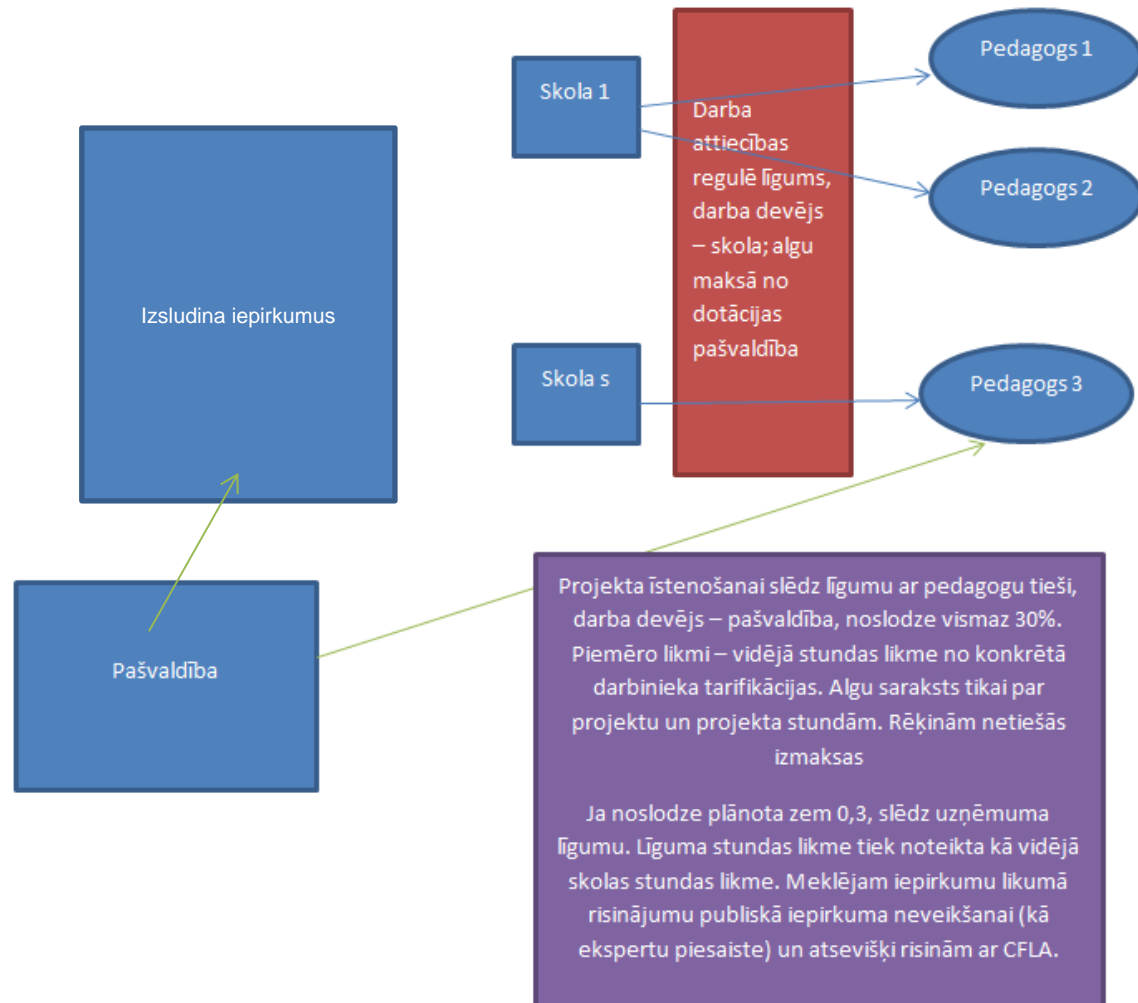 Skola 1
Pedagogs 1
Darba
attiecības
regulē līgums,
darba devējs
– skola; algu
maksā no
dotācijas
pašvaldība
Pedagogs 2
Izsludina iepirkumus
Skola s
Pedagogs 3
Pašvaldība
Projekta īstenošanai slēdz līgumu ar pedagogu tieši,
darba devējs – pašvaldība, noslodze vismaz 30%.
Piemēro likmi – vidējā stundas likme no konkrētā
darbinieka tarifikācijas. Algu saraksts tikai par
projektu un projekta stundām. Rēķinām netiešās
izmaksas
Ja noslodze plānota zem 0,3, slēdz uzņēmuma
līgumu. Līguma stundas likme tiek noteikta kā vidējā
skolas stundas likme. Meklējam iepirkumu likumā
risinājumu publiskā iepirkuma neveikšanai (kā
ekspertu piesaiste) un atsevišķi risinām ar CFLA.